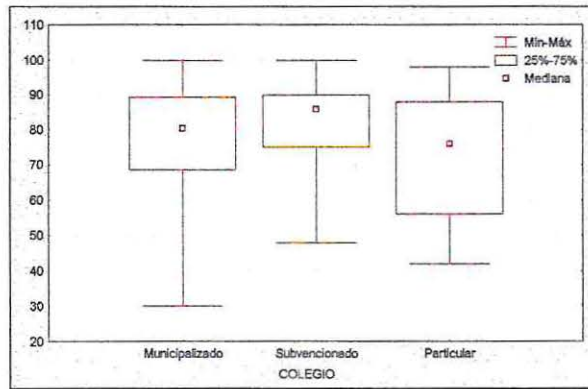 110
100
90
80
70
60
50
40
30
20
Mín-Máx
25%-75%
Mediana
Municipalizado
Subvencionado
Particular
COLEGIO